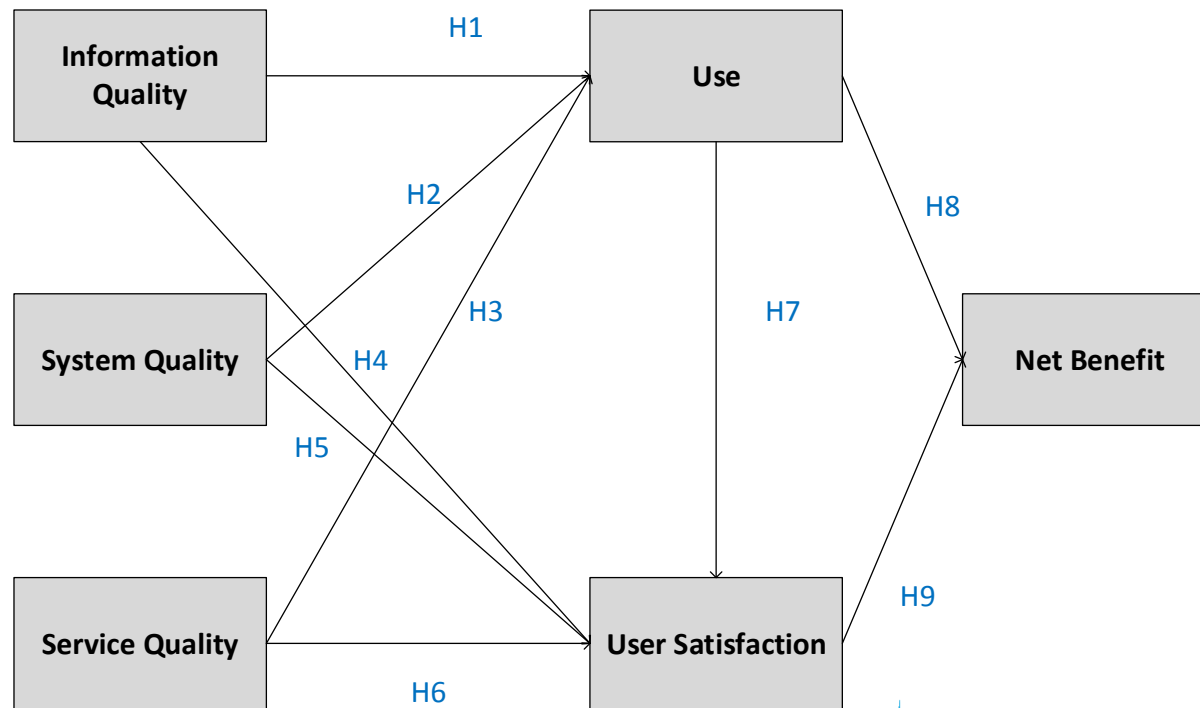 H1
Information
Quality
Use
H2
H8
H3
H7
System Quality
H4
Net Benefit
H5
H9
Service Quality
User Satisfaction
H6